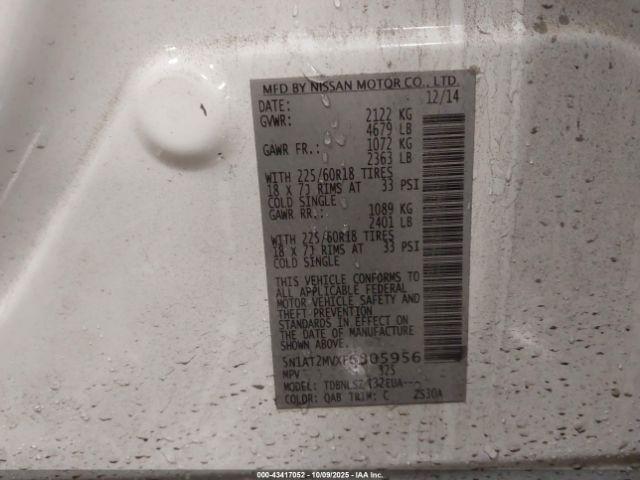 MFD BY NISSAN MOTOR CO., LTD.
DATE: 12/14
GVWR: 2122 KG
4679 LB
GAWR FR.: 1072 KG
2363 LB
WITH 225/60R18 TIRES
18 X 7J RIMS AT 33 PSI
COLD SINGLE
GAWR RR.: 1089 KG
2401 LB
WITH 225/60R18 TIRES
18 X 7J RIMS AT 33 PSI
COLD SINGLE
THIS VEHICLE CONFORMS TO
ALL APPLICABLE FEDERAL
MOTOR VEHICLE SAFETY AND
THEFT PREVENTION
STANDARDS IN EFFECT ON
THE DATE OF MANUFACTURE
SHOWN ABOVE.
5N1AT2MVXF
MPV 325
MODEL:
COLOR: QAB TRIM: C 2S30A
000-43417052 - 10/09/2025 - IAA Inc.